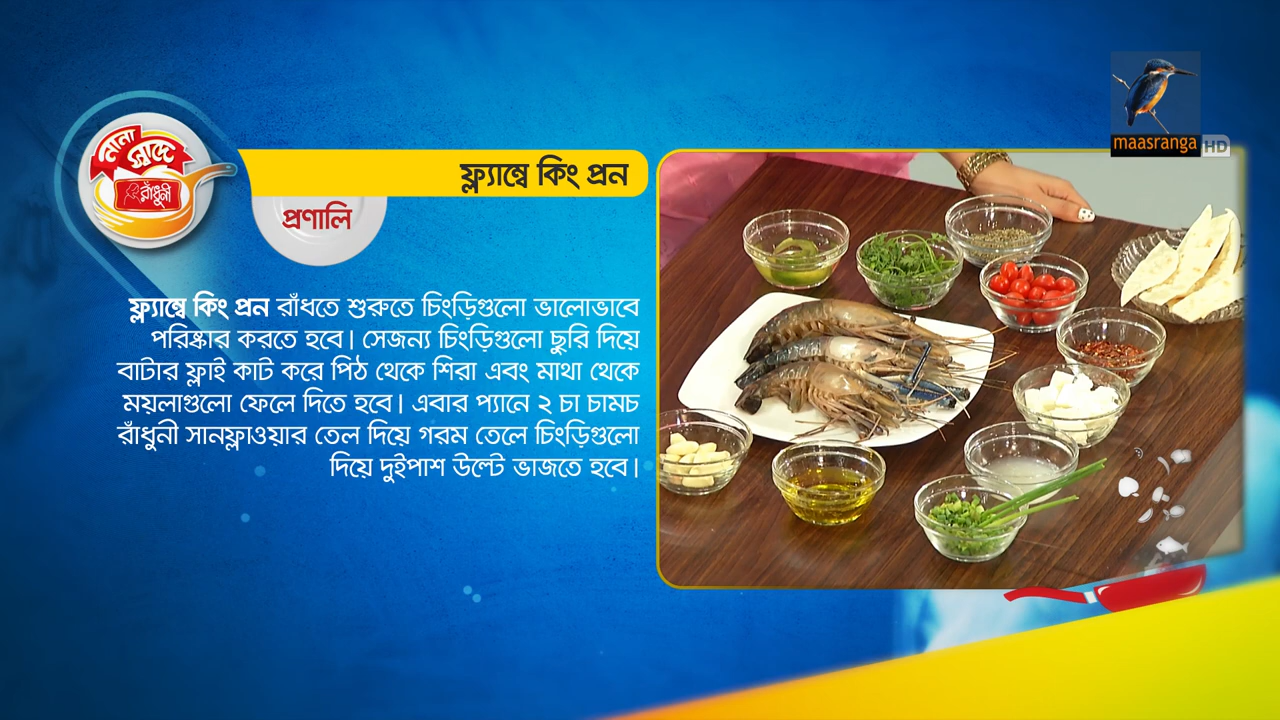 নানা
স্বাদে
রাঁধুনী
ফ্ল্যাম্বে কিং প্রন
প্রণালি
ফ্ল্যাম্বে কিং প্রন রাঁধতে শুরুতে চিংড়িগুলো ভালোভাবে
পরিষ্কার করতে হবে। সেজন্য চিংড়িগুলো ছুরি দিয়ে
বাটার ফ্লাই কাট করে পিঠ থেকে শিরা এবং মাথা থেকে
ময়লাগুলো ফেলে দিতে হবে। এবার প্যানে ২ চা চামচ
রাঁধুনী সানফ্লাওয়ার তেল দিয়ে গরম তেলে চিংড়িগুলো
দিয়ে দুইপাশ উল্টে ভাজতে হবে।
maasranga HD